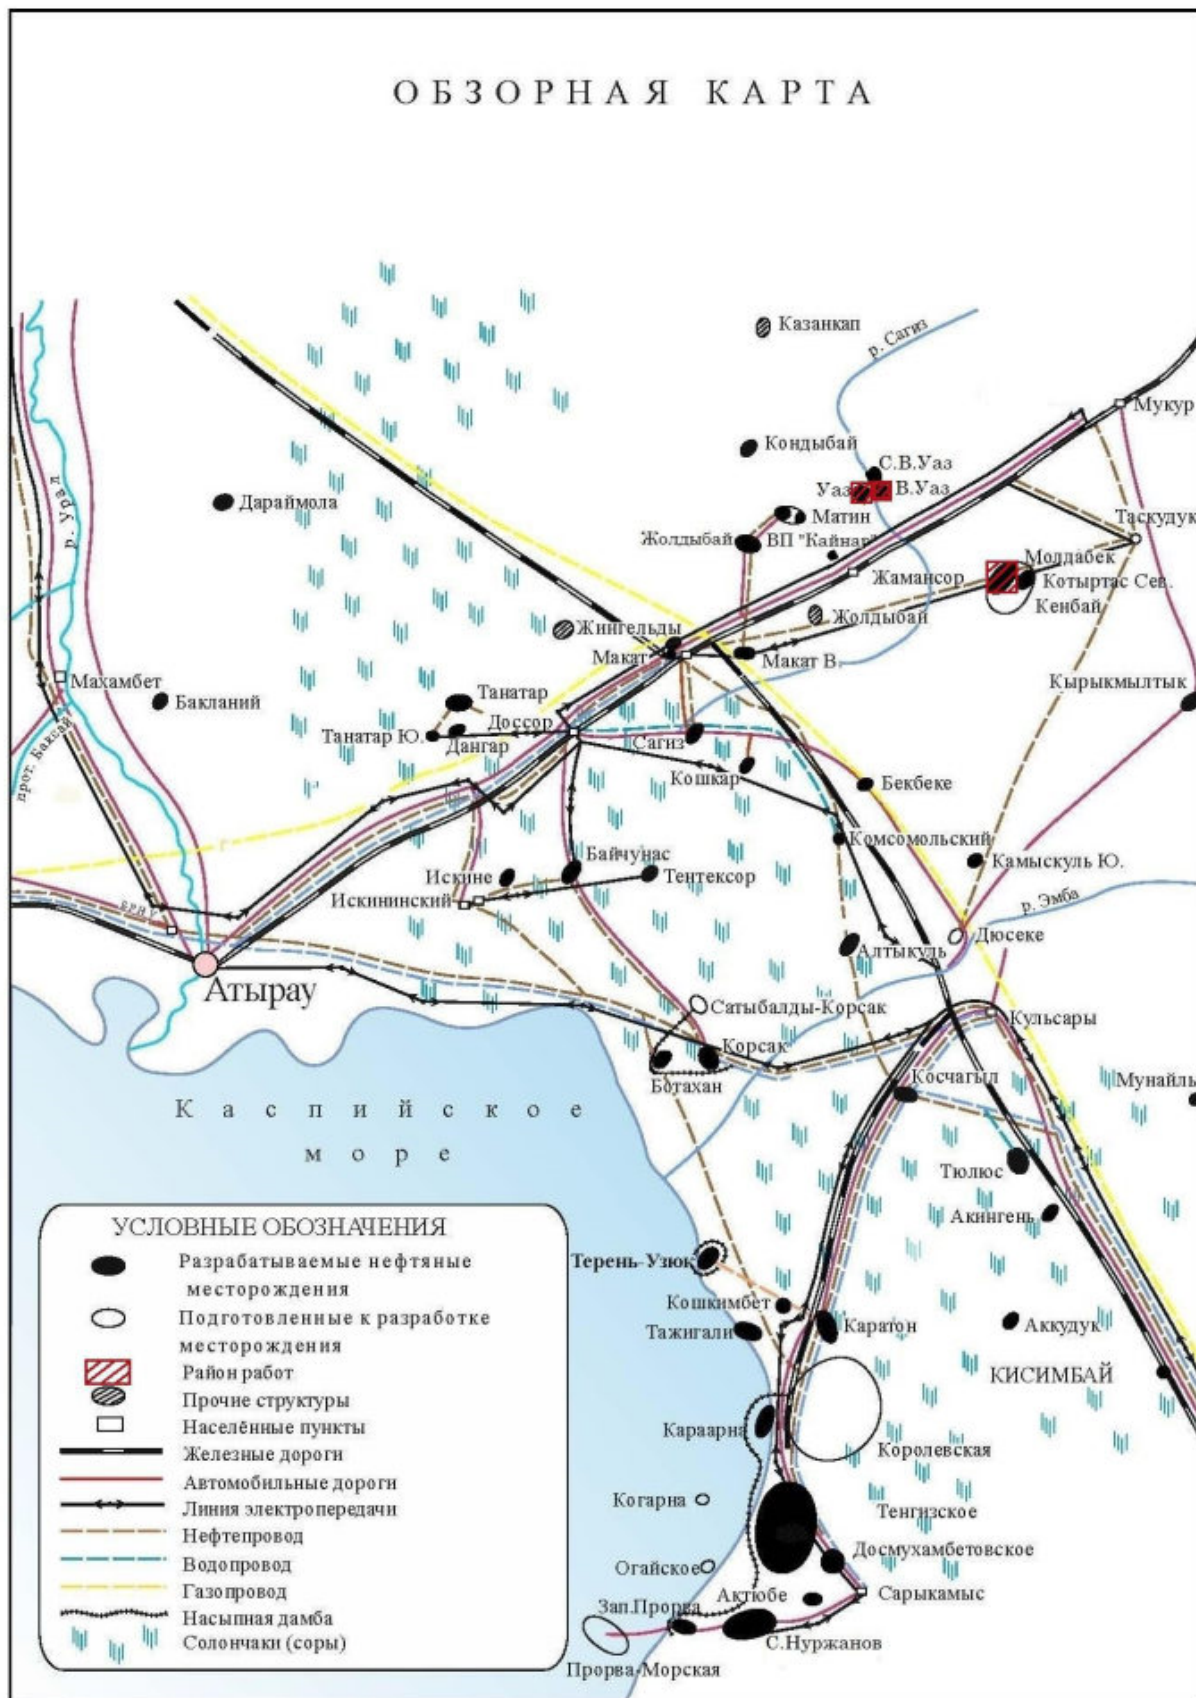 ОБЗОРНАЯ КАРТА
Казанкап
р. Сагиз
Мукур
Кондыбай
С.В.Уаз
Уаз
В.Уаз
Дараймола
р. Урал
Матин
Таскудук
Жолдыбай
ВП "Кайнар"
Молдабек
Жамансор
Котыртас Сев.
Кенбай
Жолдыбай
Жингельды
Макат
Макат В.
Махамбет
Бакланий
Кырыкмылтык
Танатар
Доссор
Танатар Ю.
Дангар
Сагиз
прот. Баксай
Кошкар
Бекбеке
Комсомольский
Байчунас
Камыскуль Ю.
Искине
Тентексор
Искининский
р. Эмба
Дюсеке
Алтыкуль
Атырау
Сатыбалды-Корсак
Кульсары
Корсак
Ботахан
Косчагыл
Мунайлы
Каспийское
море
Тюлюс
Акингень
УСЛОВНЫЕ ОБОЗНАЧЕНИЯ
Разрабатываемые нефтяные
месторождения
Подготовленные к разработке
месторождения
Район работ
Прочие структуры
Населённые пункты
Железные дороги
Автомобильные дороги
Линия электропередачи
Нефтепровод
Водопровод
Газопровод
Насыпная дамба
Солончаки (соры)
Терень-Узюк
Кошкимбет
Тажигали
Каратон
Аккудук
КИСИМБАЙ
Караарна
Королевская
Когарна
Тенгизское
Досмухамбетовское
Огайское
Актюбе
Сарыкамыс
Зап.Прорва
С.Нуржанов
Прорва-Морская